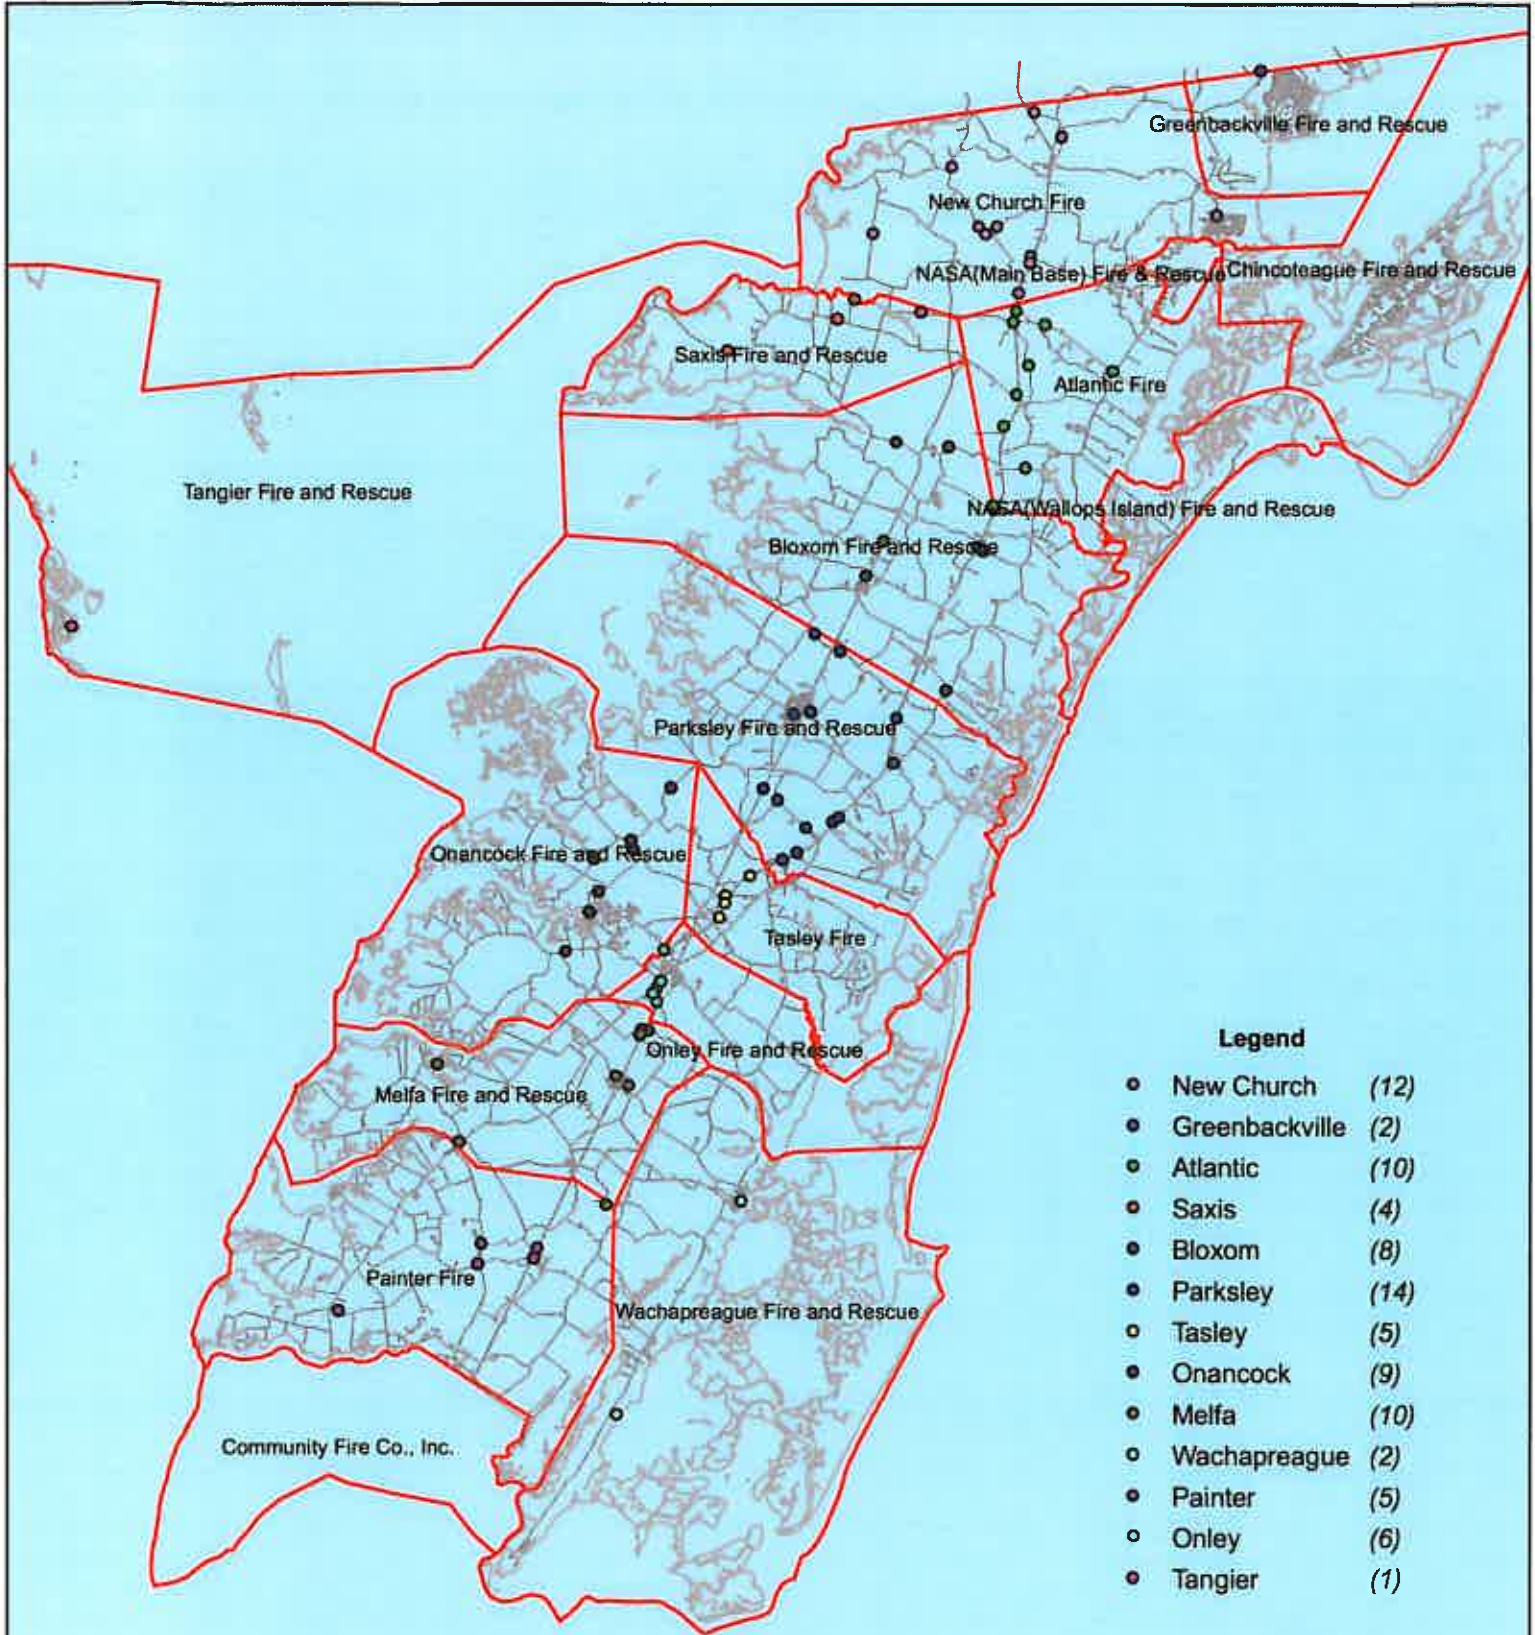 Greenbackville Fire and Rescue
New Church Fire
NASA(Main Base) Fire & Rescue
Chincoteague Fire and Rescue
Saxis Fire and Rescue
Atlantic Fire
Tangier Fire and Rescue
NASA(Wallops Island) Fire and Rescue
Bloxom Fire and Rescue
Parksley Fire and Rescue
Onancock Fire and Rescue
Tasley Fire
Onley Fire and Rescue
Melfa Fire and Rescue
Painter Fire
Wachapreague Fire and Rescue
Community Fire Co., Inc.
Legend
New Church (12)
Greenbackville (2)
Atlantic (10)
Saxis (4)
Bloxom (8)
Parksley (14)
Tasley (5)
Onancock (9)
Melfa (10)
Wachapreague (2)
Painter (5)
Onley (6)
Tangier (1)